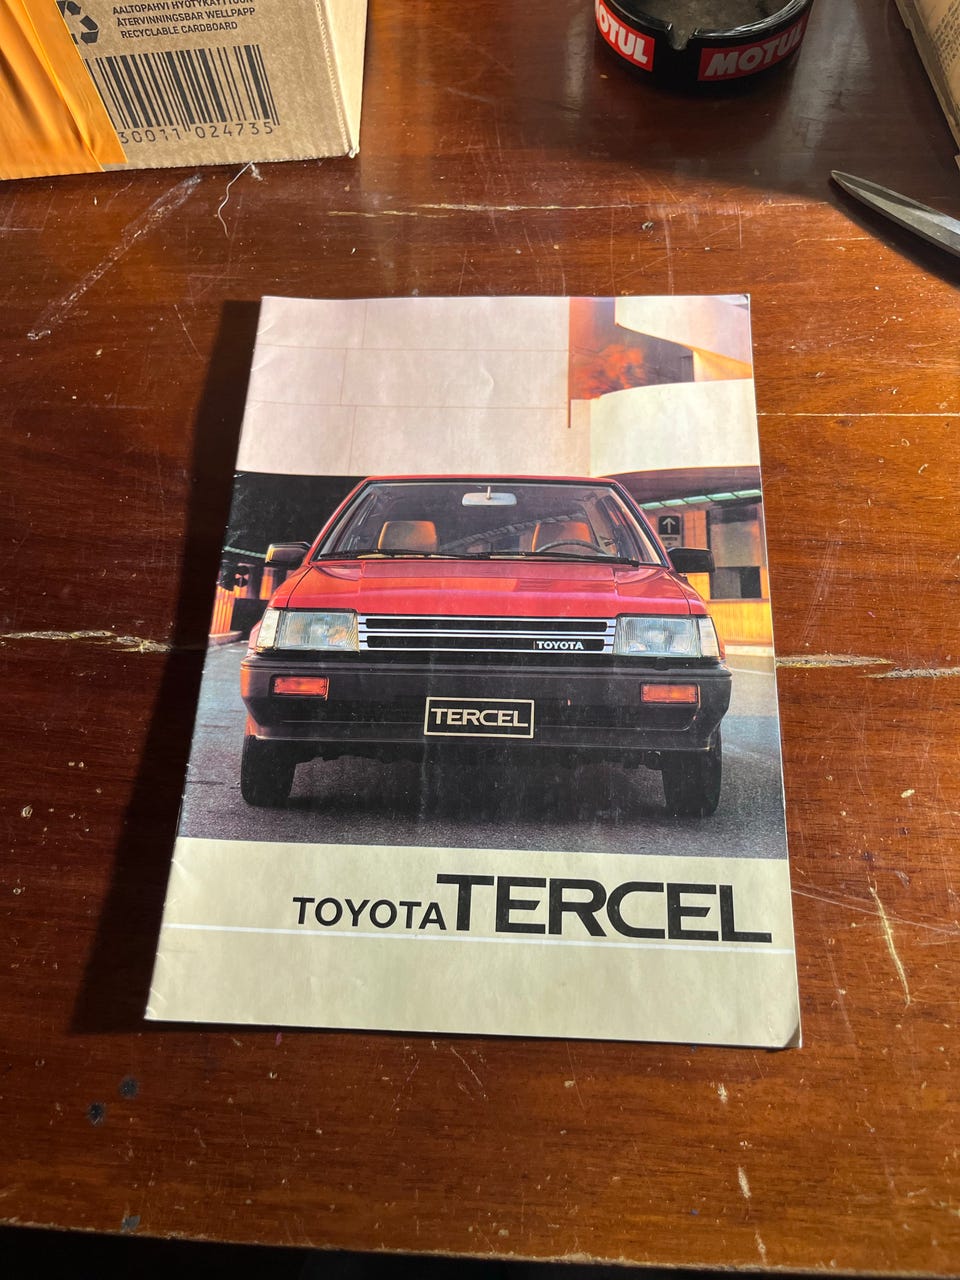 AALTOPAHVI HYÖTYKÄYTTÖÖN
ÅTERVINNINGSBAR WELLPAPP
RECYCLABLE CARDBOARD
30011 024735
MOTUL
MOTUL
TOYOTA
TERCEL
TOYOTA TERCEL